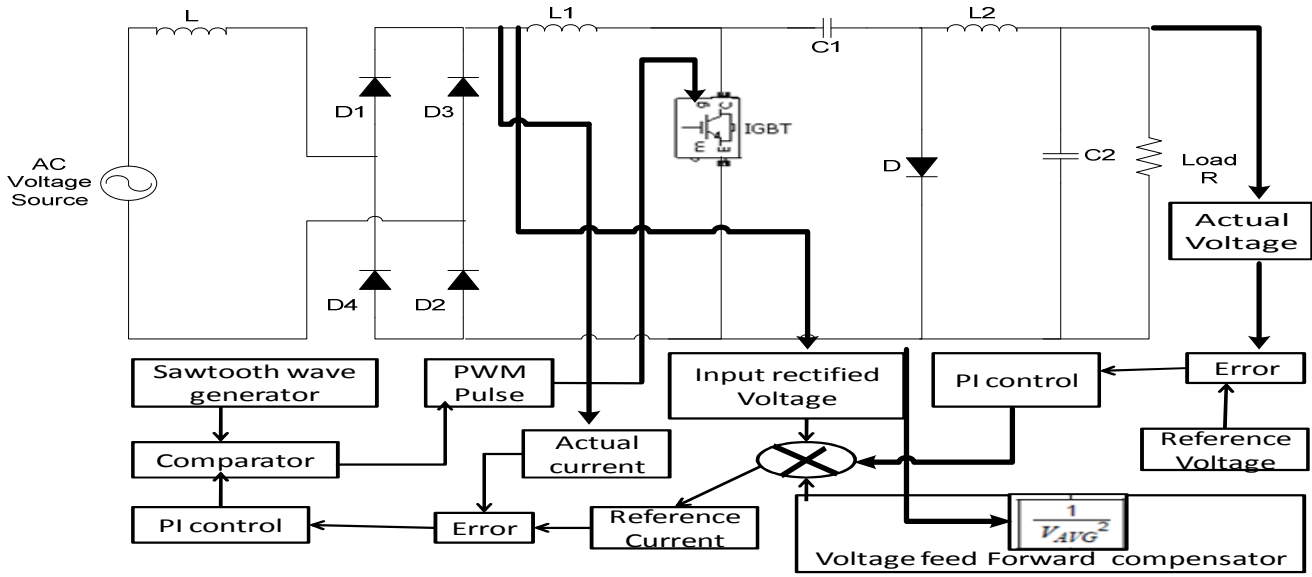 L
L1
C1
L2
D1
D3
g
C
IGBT
m
E
AC
Voltage
Source
D
C2
Load
R
Actual
Voltage
D4
D2
Sawtooth wave
generator
PWM
Pulse
Input rectified
Voltage
PI control
Error
Actual
current
Reference
Voltage
Comparator
PI control
Error
Reference
Current
1
V_AVG²
Voltage feed Forward compensator